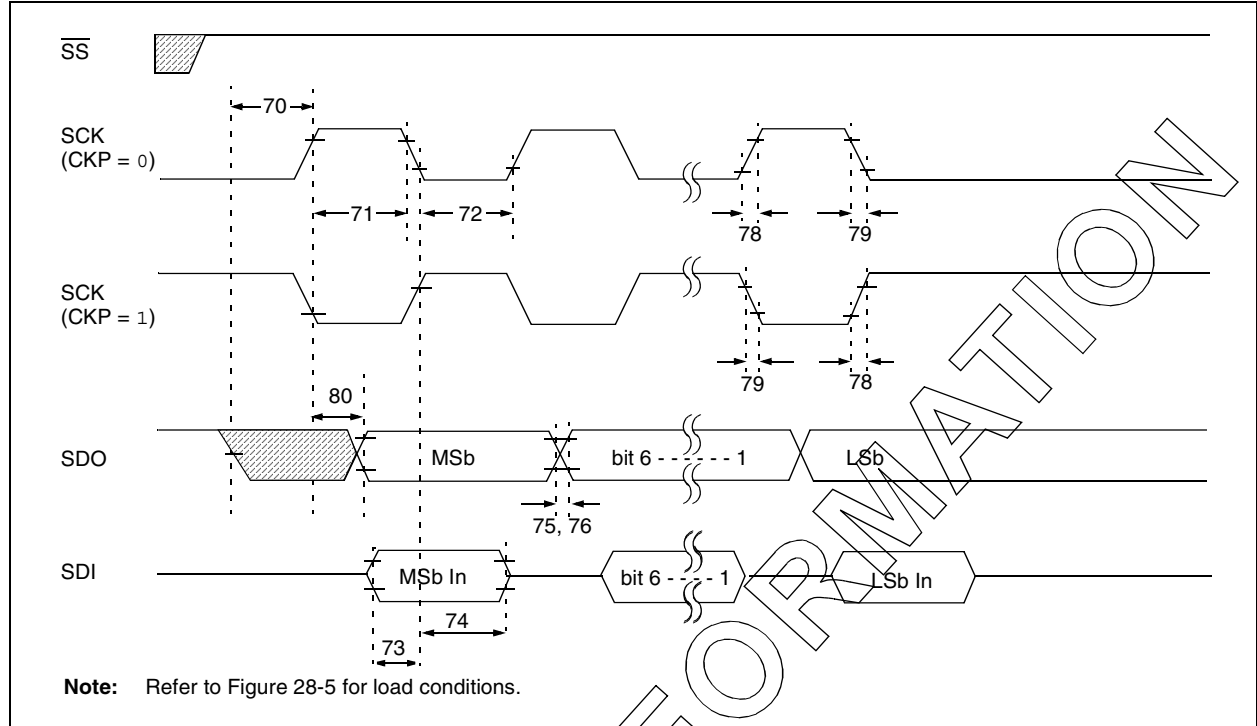 SS
70
SCK
(CKP = 0)
71
72
78
79
SCK
(CKP = 1)
79
78
80
SDO
MSb
bit 6 - - - - - - 1
LSb
75, 76
SDI
MSb In
bit 6 - - - - 1
LSb In
74
73
Note: Refer to Figure 28-5 for load conditions.
FORMATION